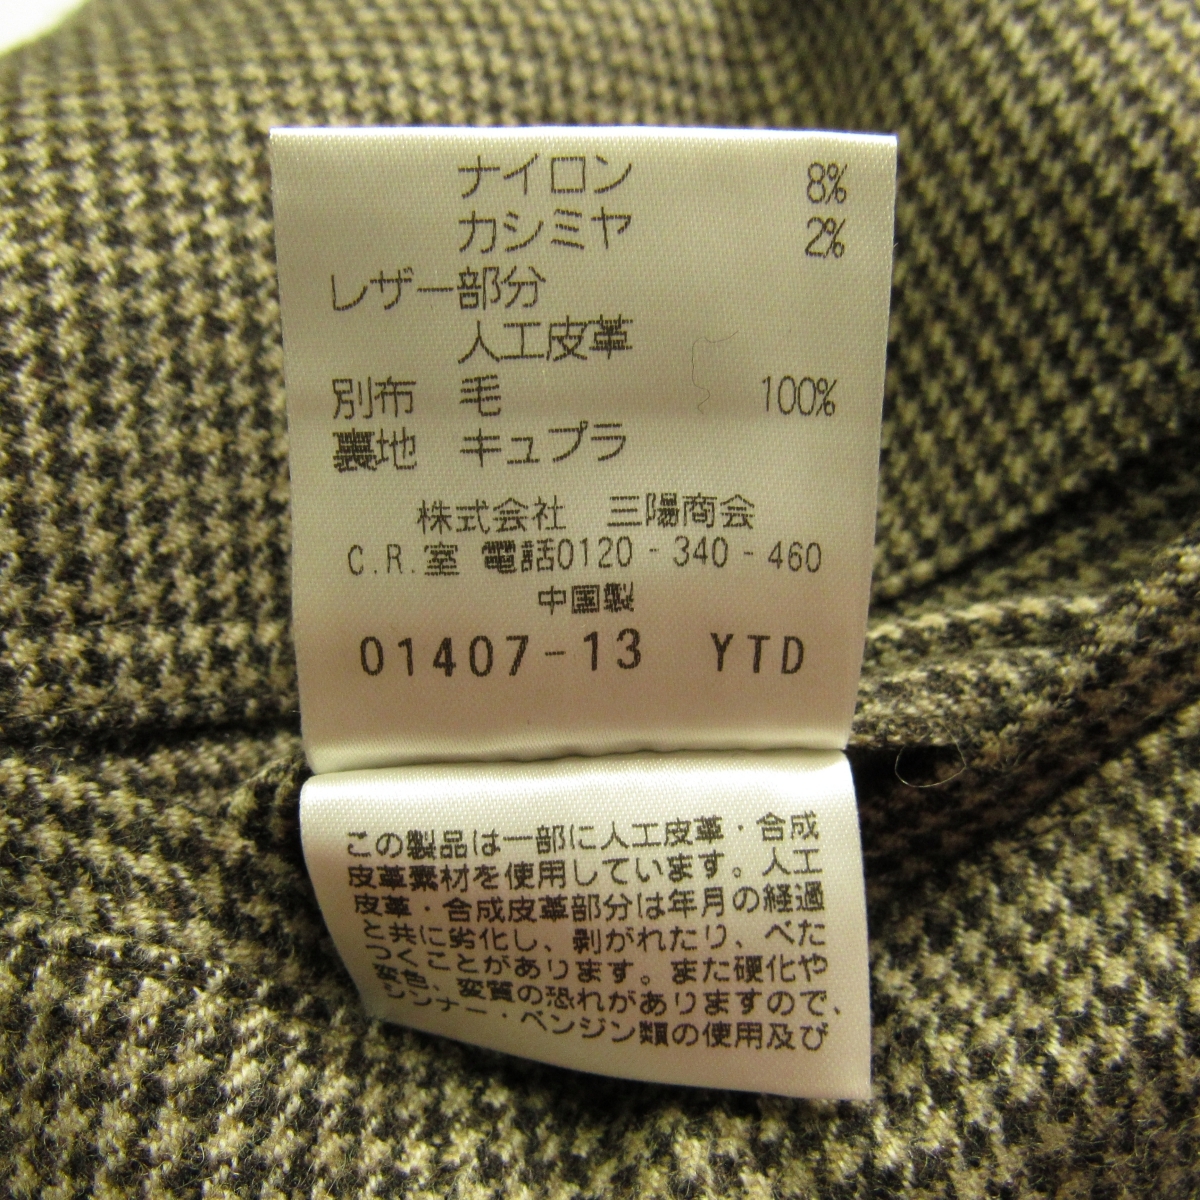 ナイロン 8%
カシミヤ 2%
レザー部分
人工皮革
別布 毛 100%
裏地 キュプラ
株式会社 三陽商会
C.R.室 電話0120-340-460
中国製
01407-13 YTD
この製品は一部に人工皮革・合成
皮革素材を使用しています。人工
皮革・合成皮革部分は年月の経過
と共に劣化し、剥がれたり、べた
つくことがあります。また硬化や
変色、変質の恐れがありますので、
シンナー・ベンジン類の使用及び